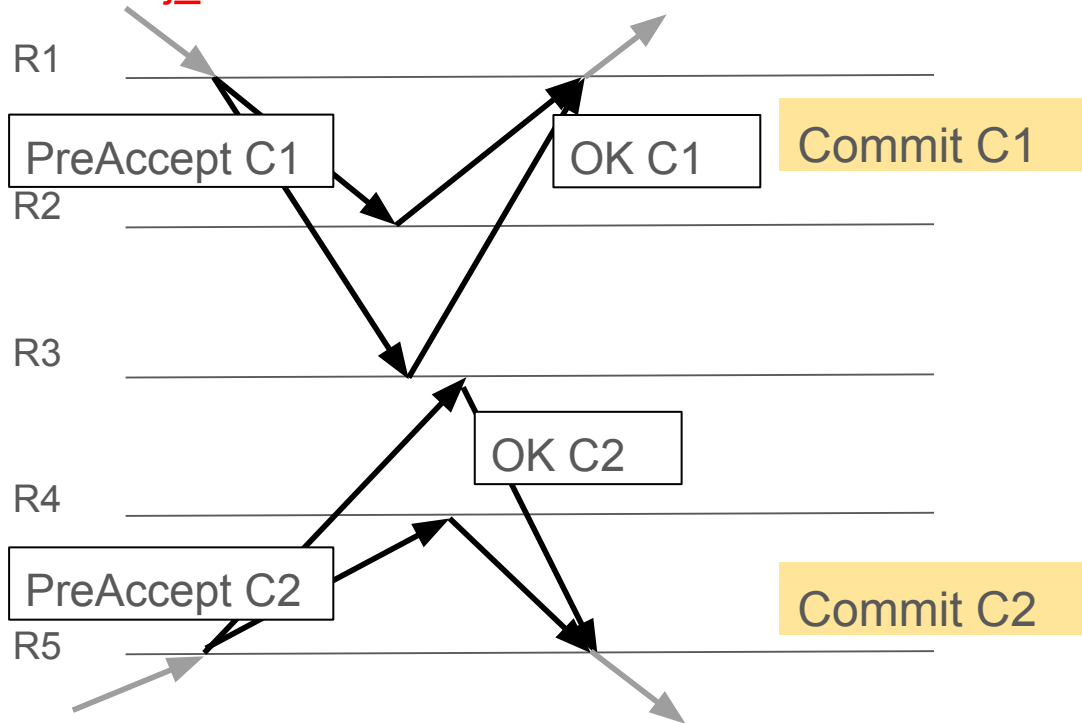 R1
PreAccept C1
OK C1
Commit C1
R2
R3
OK C2
R4
PreAccept C2
Commit C2
R5